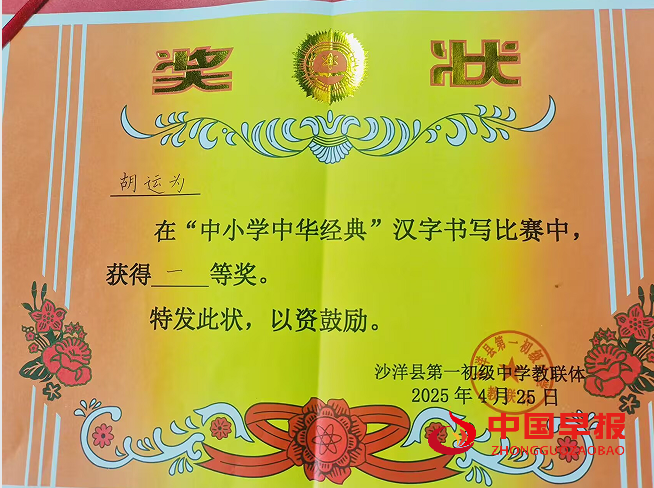 奖状
胡运为
在“中小学中华经典”汉字书写比赛中，
获得 一 等奖。
特发此状，以资鼓励。
沙洋县第一初级中学教联体
2025年4月25日
中国早报
ZHONGGUOZAOBAO